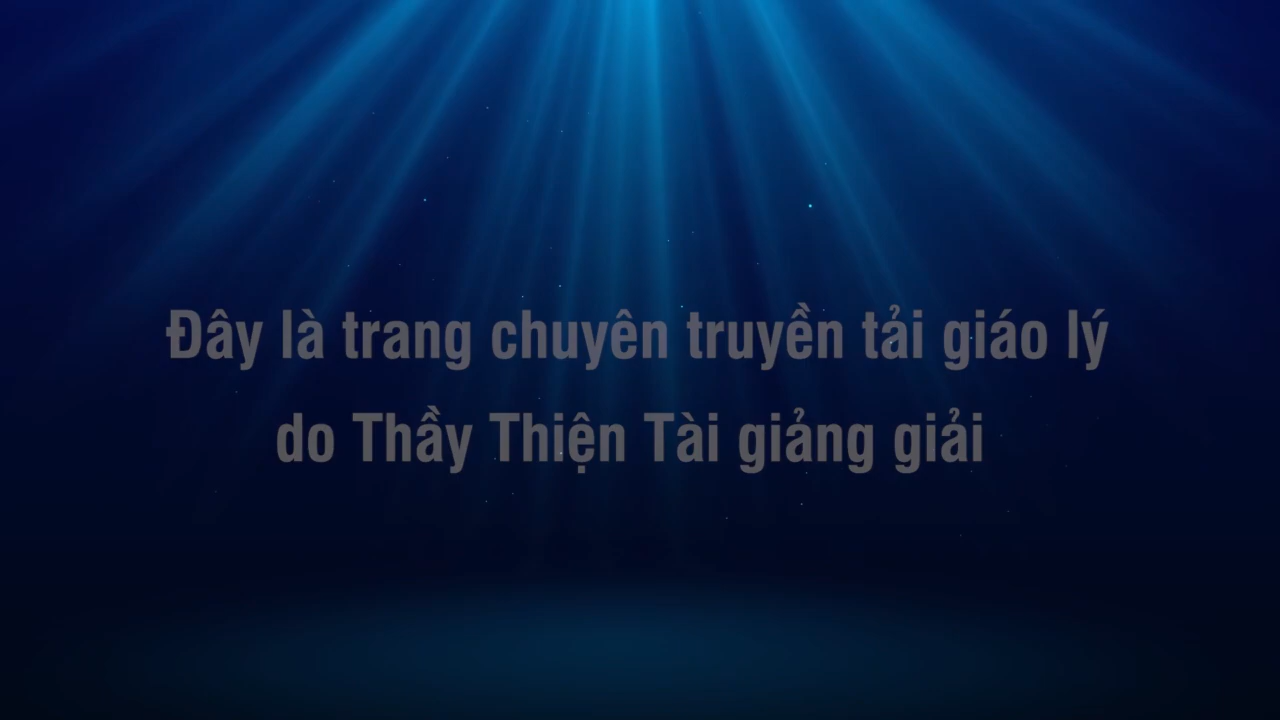 Đây là trang chuyên truyền tải giáo lý
do Thầy Thiện Tài giảng giải